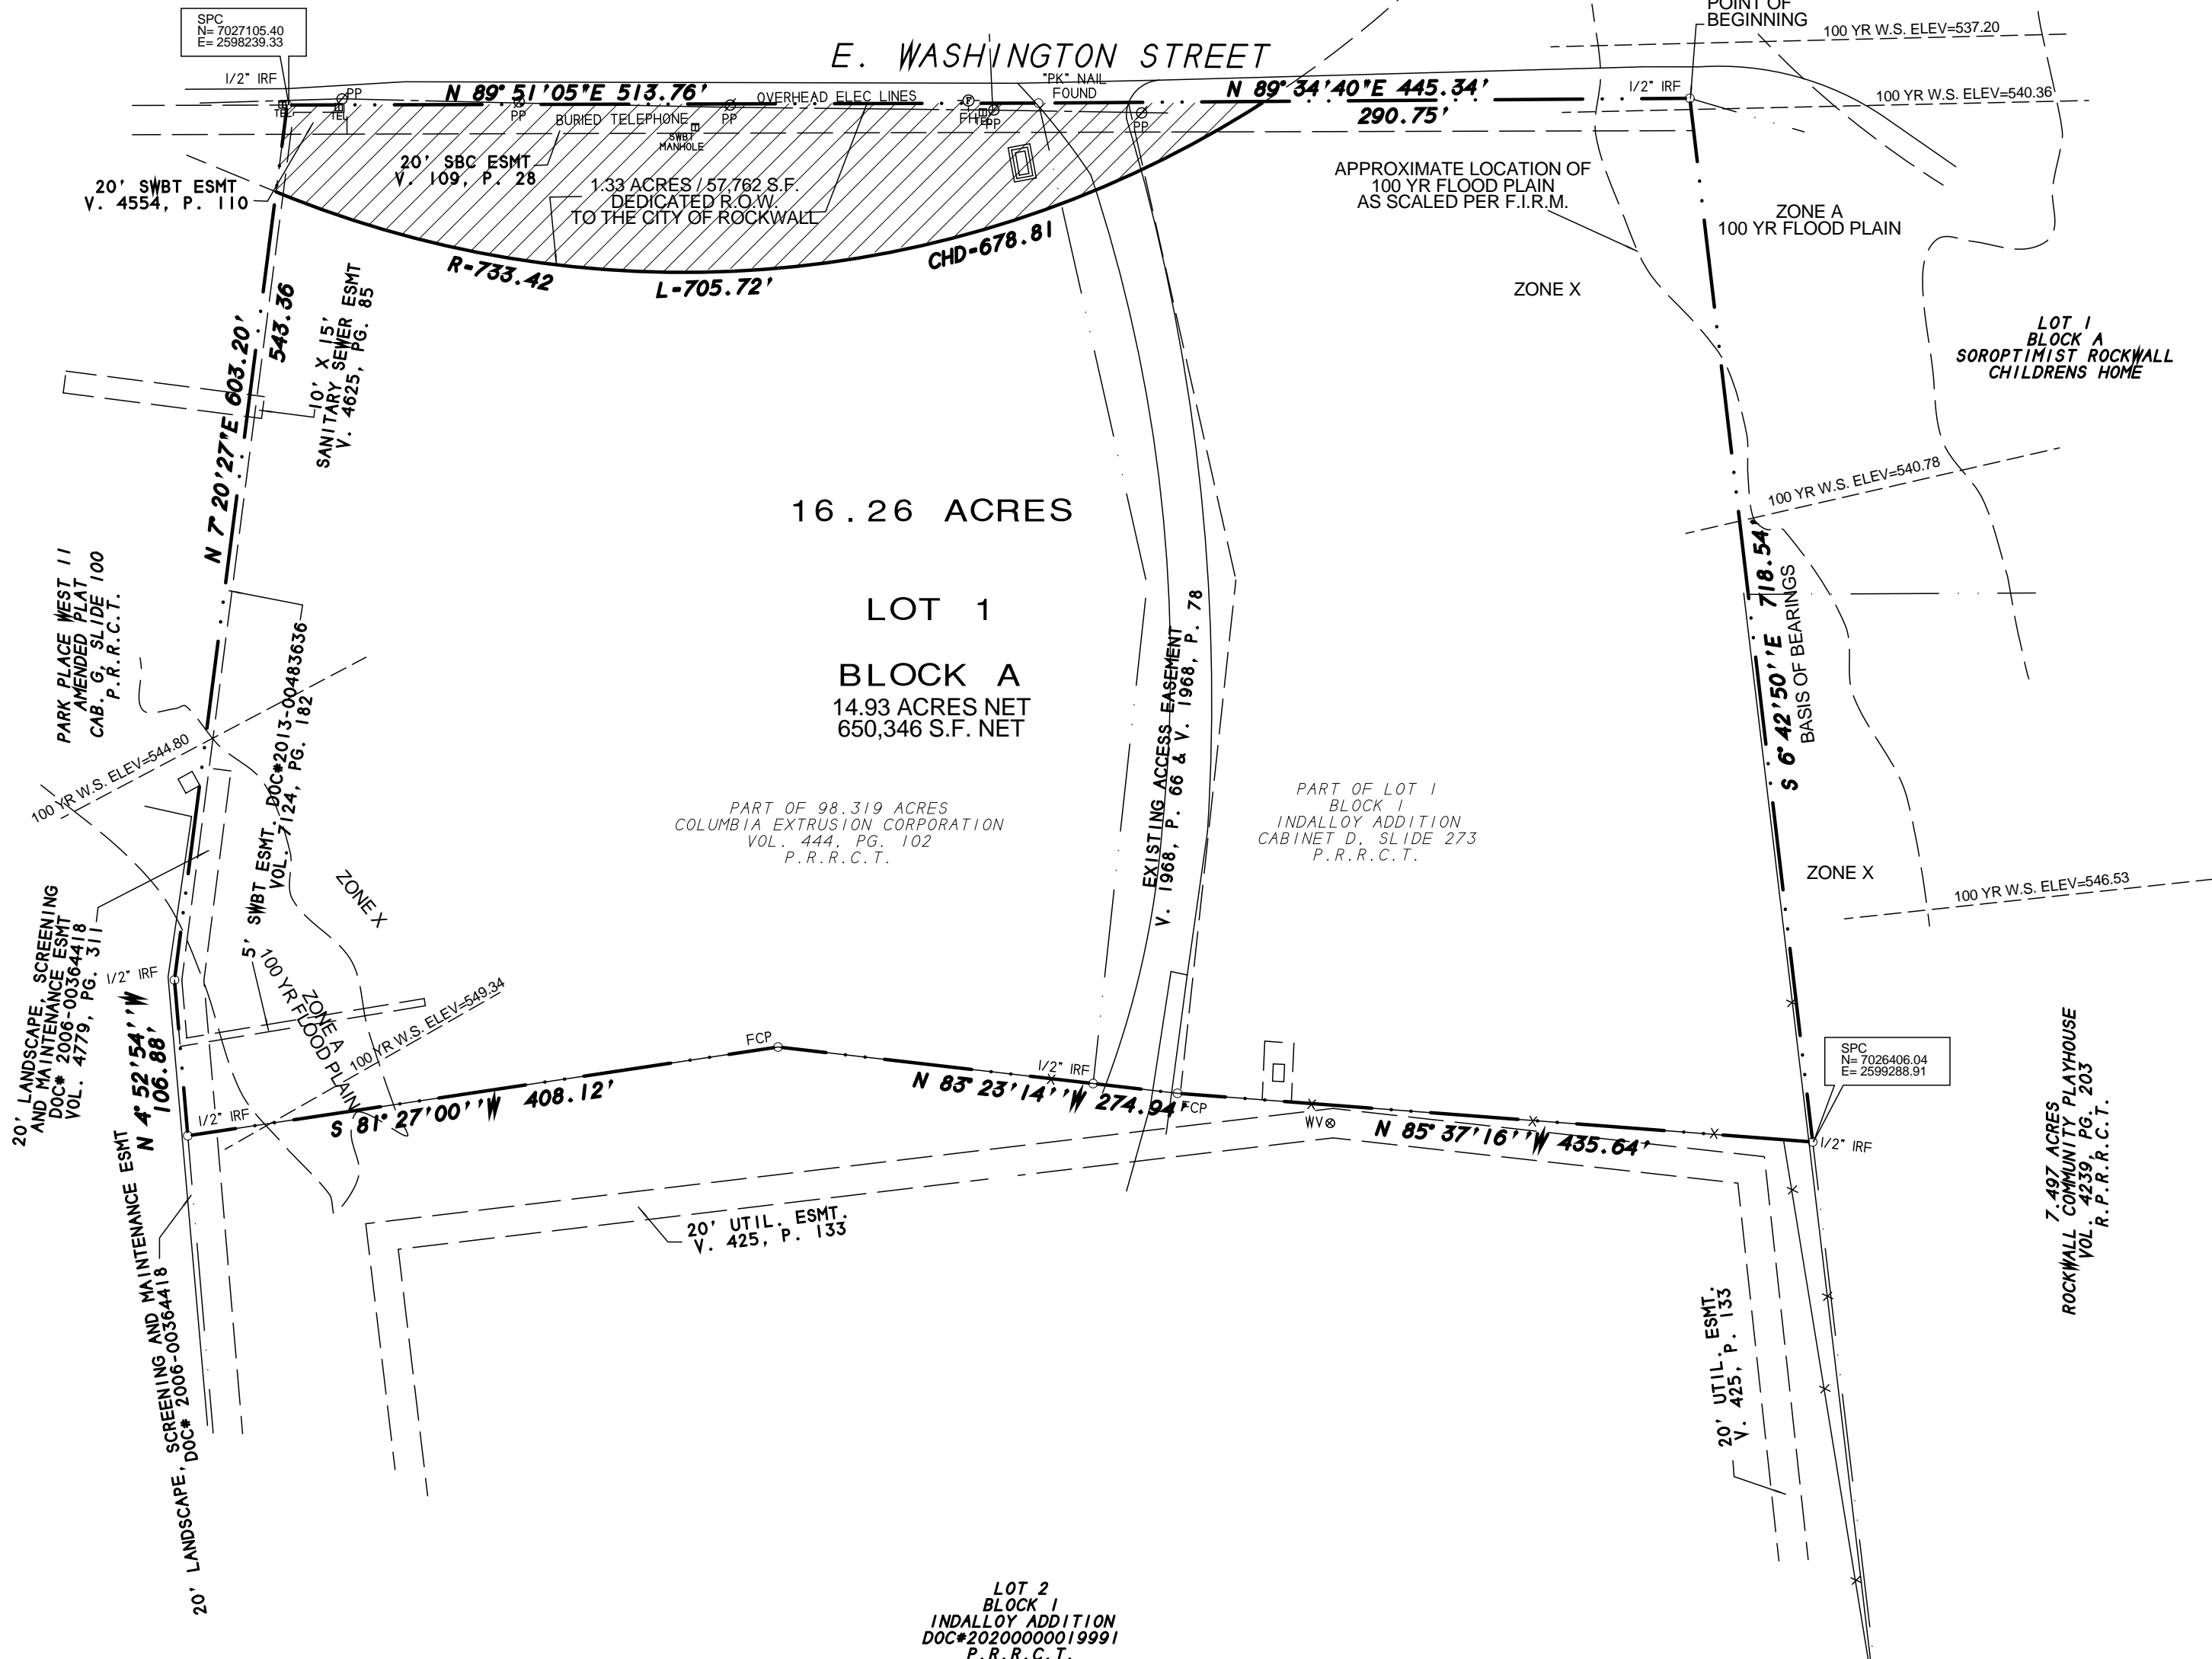 SPC
N= 7027105.40
E= 2598239.33
E. WASHINGTON STREET
POINT OF
BEGINNING
100 YR W.S. ELEV=537.20
1/2" IRF
PP
N 89°51'05"E 513.76'
OVERHEAD ELEC LINES
"PK" NAIL
FOUND
N 89°34'40"E 445.34'
290.75'
1/2" IRF
100 YR W.S. ELEV=540.36
TEL
TEL
PP
BURIED TELEPHONE
SWBT
MANHOLE
PP
FH
TEL
PP
PP
20' SBC ESMT
V. 109, P. 28
20' SWBT ESMT
V. 4554, P. 110
1.33 ACRES / 57,762 S.F.
DEDICATED R.O.W.
TO THE CITY OF ROCKWALL
APPROXIMATE LOCATION OF
100 YR FLOOD PLAIN
AS SCALED PER F.I.R.M.
ZONE A
100 YR FLOOD PLAIN
R-733.42
L-705.72'
CHD-678.81
ZONE X
LOT 1
BLOCK A
SOROPTIMIST ROCKWALL
CHILDRENS HOME
N 7°20'27"E 603.20'
543.36
10' X 15'
SANITARY SEWER ESMT
V. 4625, PG. 85
100 YR W.S. ELEV=540.78
16.26 ACRES
LOT 1
BLOCK A
14.93 ACRES NET
650,346 S.F. NET
PARK PLACE WEST II
AMENDED PLAT
CAB. G, SLIDE 100
P.R.R.C.T.
EXISTING ACCESS EASEMENT
V. 1968, P. 66 & V. 1968, P. 78
S 6°42'50''E 718.54'
BASIS OF BEARINGS
100 YR W.S. ELEV=544.80
5' SWBT ESMT. DOC#2013-00483636
VOL. 7124, PG. 182
PART OF 98.319 ACRES
COLUMBIA EXTRUSION CORPORATION
VOL. 444, PG. 102
P.R.R.C.T.
PART OF LOT 1
BLOCK 1
INDALLOY ADDITION
CABINET D, SLIDE 273
P.R.R.C.T.
ZONE X
ZONE X
100 YR W.S. ELEV=546.53
20' LANDSCAPE, SCREENING
AND MAINTENANCE ESMT
DOC# 2006-00364418
VOL. 4779, PG. 311
1/2" IRF
N 4°52'54''W
106.88'
ZONE A
100 YR FLOOD PLAIN
100 YR W.S. ELEV=549.34
1/2" IRF
S 81°27'00''W 408.12'
FCP
1/2" IRF
N 83°23'14''W 274.94'
FCP
WV
N 85°37'16''W 435.64'
1/2" IRF
SPC
N= 7026406.04
E= 2599288.91
7.497 ACRES
ROCKWALL COMMUNITY PLAYHOUSE
VOL. 4239, PG. 203
R.P.R.R.C.T.
20' LANDSCAPE, SCREENING AND MAINTENANCE ESMT
DOC# 2006-00364418
20' UTIL. ESMT.
V. 425, P. 133
20' UTIL. ESMT.
V. 425, P. 133
LOT 2
BLOCK 1
INDALLOY ADDITION
DOC#20200000019991
P.R.R.C.T.